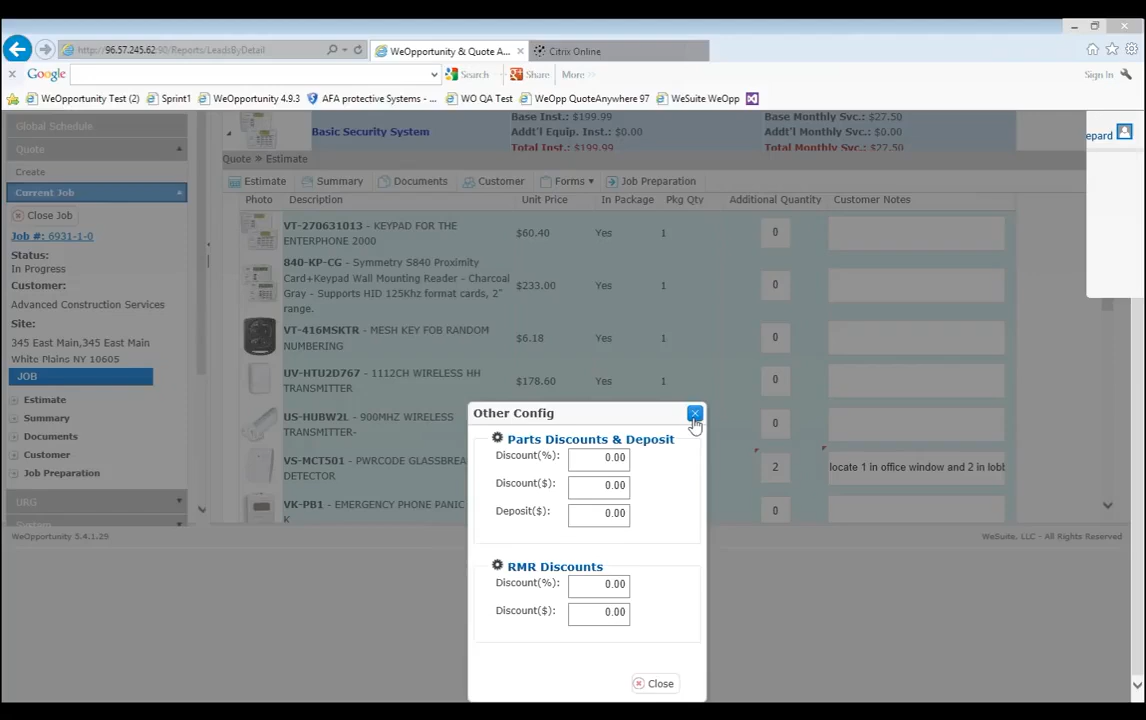 http://96.57.245.62:90/Reports/LeadsByDetail
WeOpportunity & Quote A...
Citrix Online
Google
Search
Share
More >>
Sign In
WeOpportunity Test (2)
Sprint1
WeOpportunity 4.9.3
AFA protective Systems - ...
WO QA Test
WeOpp QuoteAnywhere 97
WeSuite WeOpp
Global Schedule
Quote
Create
Current Job
Close Job
Job #: 6931-1-0
Status:
In Progress
Customer:
Advanced Construction Services
Site:
345 East Main,345 East Main
White Plains NY 10605
JOB
Estimate
Summary
Documents
Customer
Job Preparation
URG
System
epard
Basic Security System
Base Inst.: $199.99
Addt'l Equip. Inst.: $0.00
Total Inst.: $199.99
Base Monthly Svc.: $27.50
Addt'l Monthly Svc.: $0.00
Total Monthly Svc.: $27.50
Quote » Estimate
Estimate Summary Documents Customer Forms Job Preparation
Photo Description Unit Price In Package Pkg Qty Additional Quantity Customer Notes
VT-270631013 - KEYPAD FOR THE
ENTERPHONE 2000
$60.40 Yes 1 0
840-KP-CG - Symmetry S840 Proximity
Card+Keypad Wall Mounting Reader - Charcoal
Gray - Supports HID 125Khz format cards, 2"
range.
$233.00 Yes 1 0
VT-416MSKTR - MESH KEY FOB RANDOM
NUMBERING
$6.18 Yes 1 0
UV-HTU2D767 - 1112CH WIRELESS HH
TRANSMITTER
$178.60 Yes 1 0
US-HUBW2L - 900MHZ WIRELESS
TRANSMITTER-
0
VS-MCT501 - PWRCODE GLASSBREA
DETECTOR
2 locate 1 in office window and 2 in lobb
VK-PB1 - EMERGENCY PHONE PANIC
K
0
Other Config
Parts Discounts & Deposit
Discount(%): 0.00
Discount($): 0.00
Deposit($): 0.00
RMR Discounts
Discount(%): 0.00
Discount($): 0.00
Close
WeOpportunity 5.4.1.29
WeSuite, LLC - All Rights Reserved